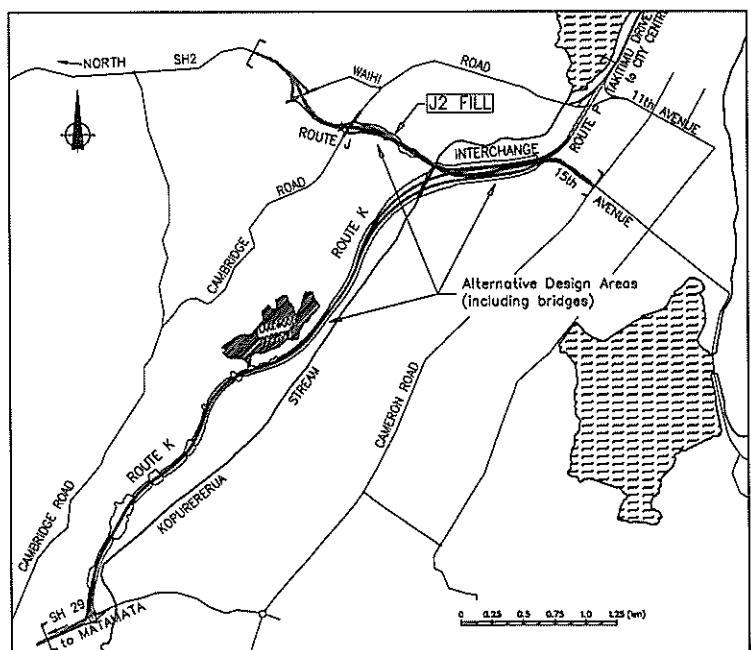 NORTH
SH2
WAIHI
ROAD
TAKITIMU DRIVE
to CITY CENTRE
J2 FILL
11th AVENUE
ROUTE J
ROUTE P
INTERCHANGE
15th AVENUE
ROAD
CAMBRIDGE
ROUTE K
Alternative Design Areas
(including bridges)
STREAM
CAMERON ROAD
ROUTE K
KOPURERERUA
CAMBRIDGE ROAD
SH 29
to MATAMATA
0 0.25 0.5 0.75 1.0 1.25 (km)